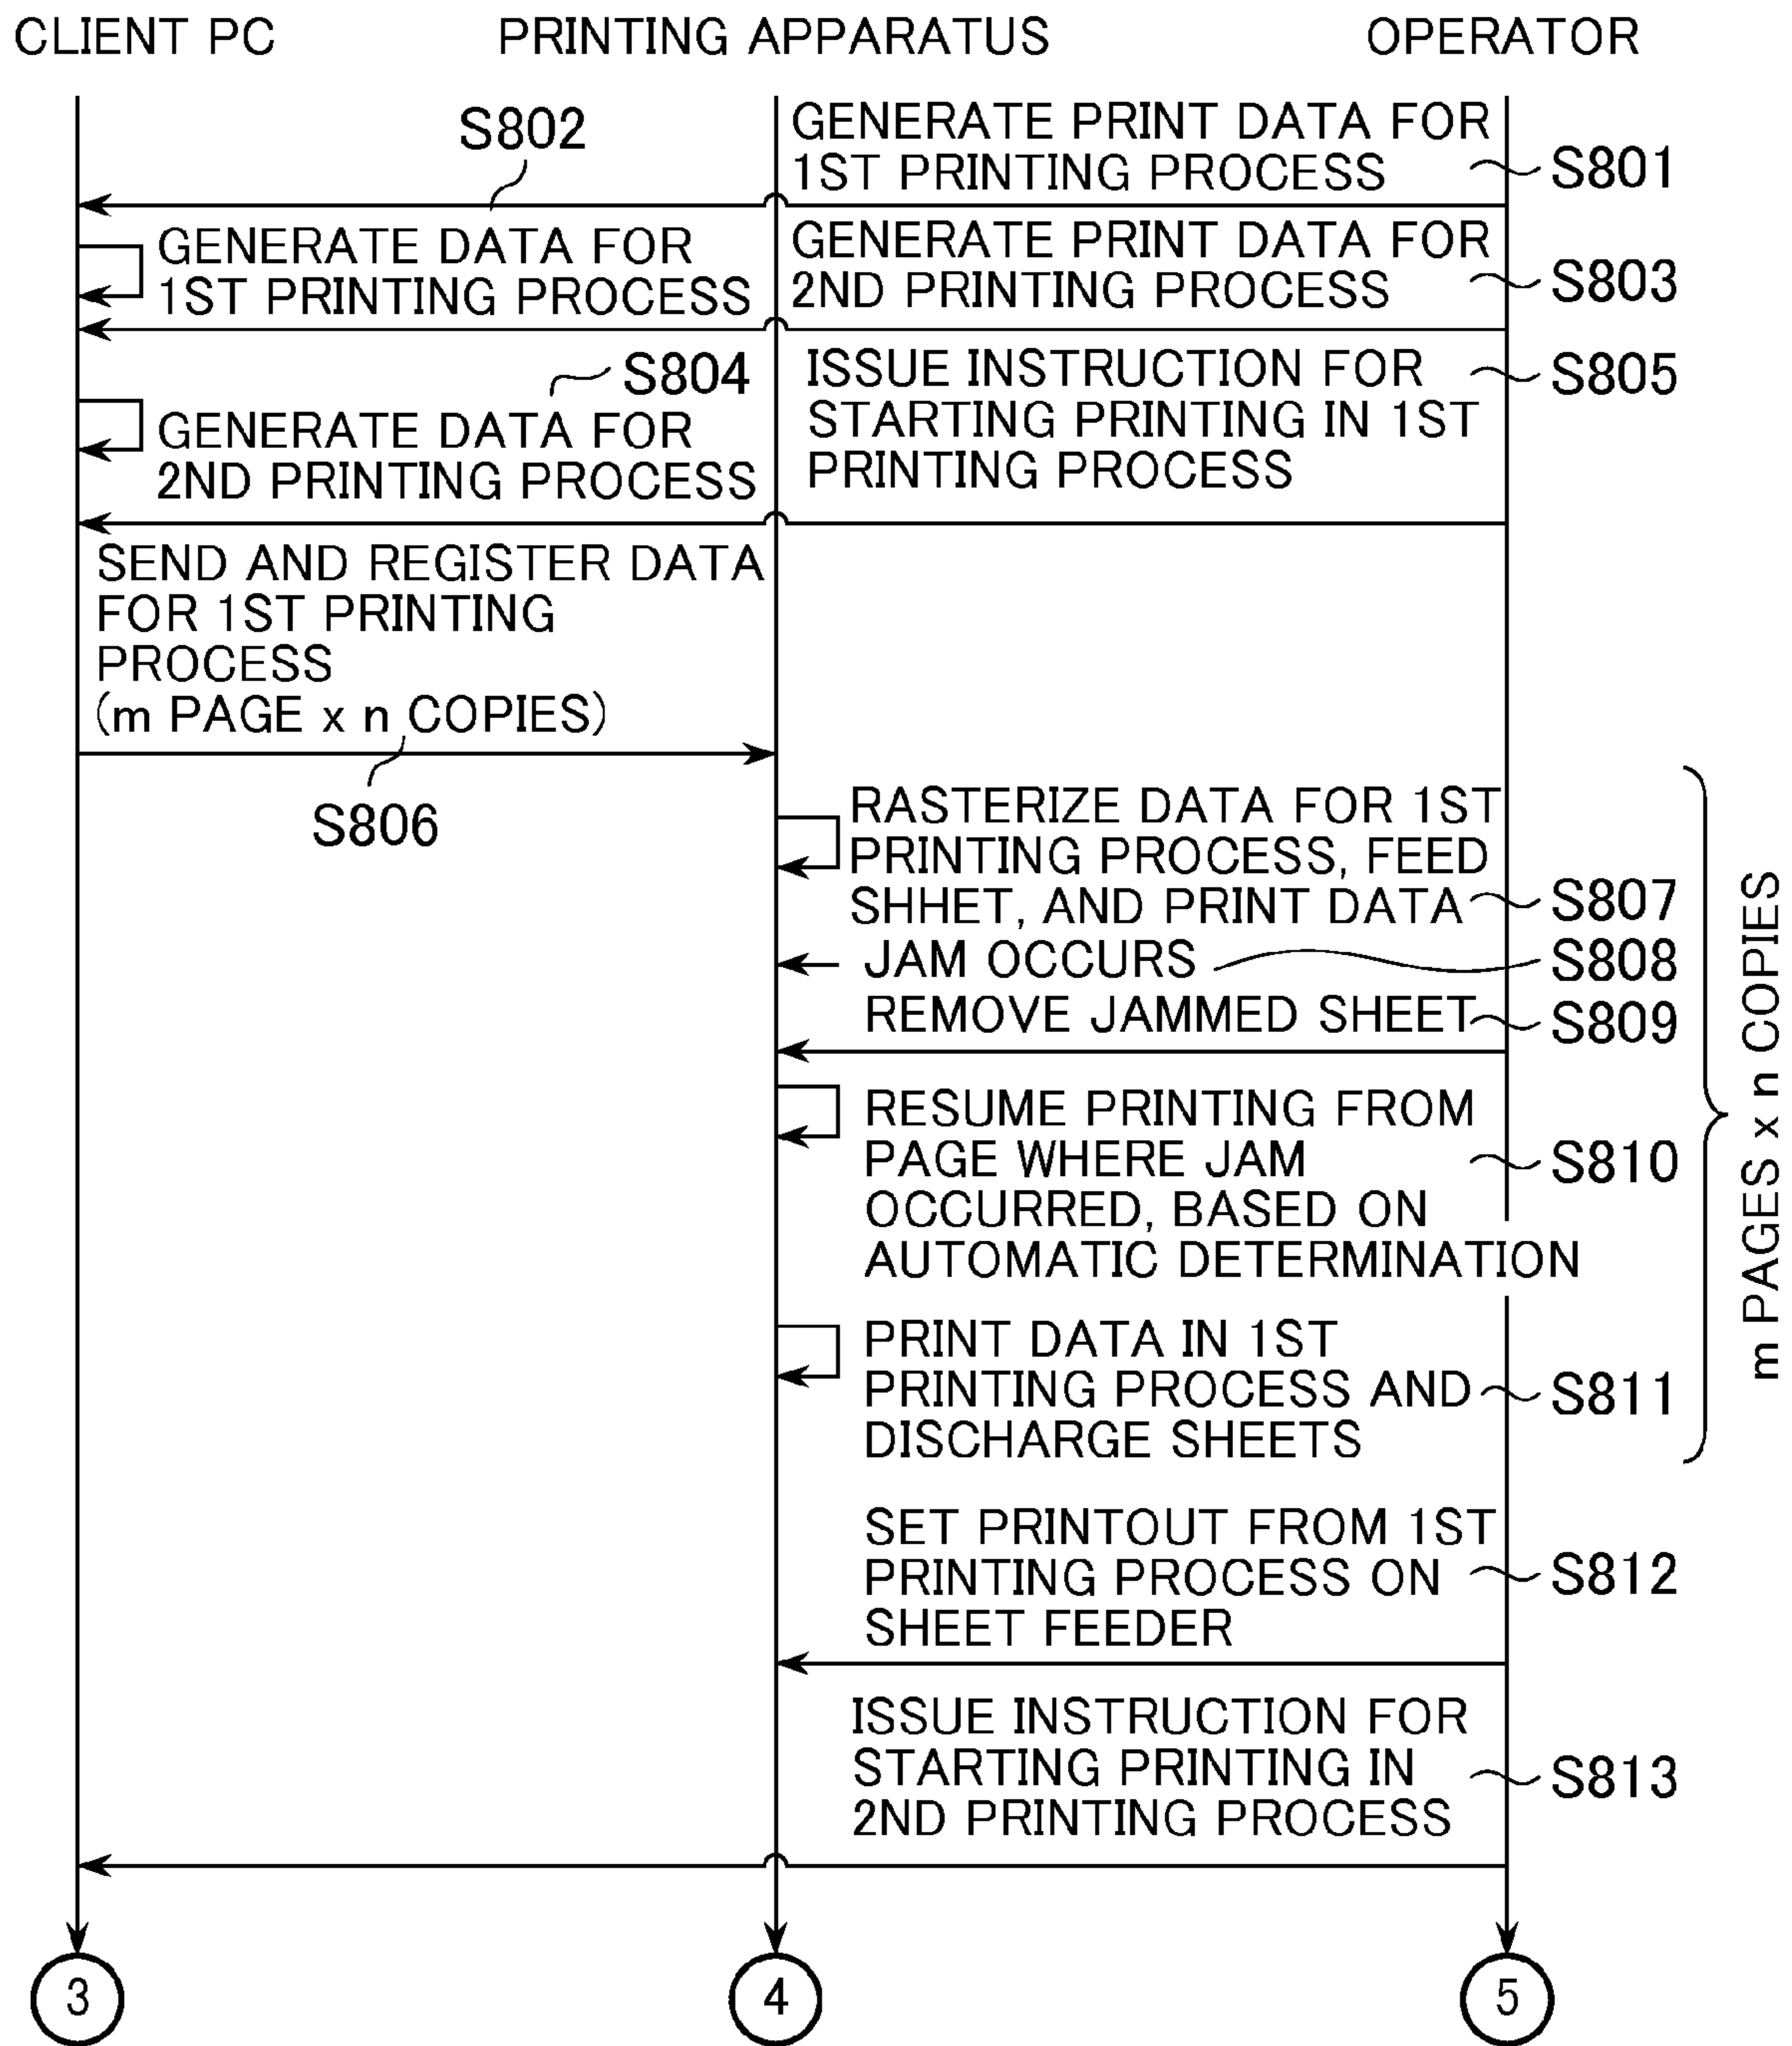 CLIENT PC
PRINTING APPARATUS
OPERATOR
GENERATE PRINT DATA FOR
1ST PRINTING PROCESS
S801
S802
GENERATE DATA FOR
1ST PRINTING PROCESS
GENERATE PRINT DATA FOR
2ND PRINTING PROCESS
S803
S804
GENERATE DATA FOR
2ND PRINTING PROCESS
ISSUE INSTRUCTION FOR
STARTING PRINTING IN 1ST
PRINTING PROCESS
S805
SEND AND REGISTER DATA
FOR 1ST PRINTING
PROCESS
(m PAGE x n COPIES)
S806
RASTERIZE DATA FOR 1ST
PRINTING PROCESS, FEED
SHHET, AND PRINT DATA
S807
JAM OCCURS
S808
REMOVE JAMMED SHEET
S809
RESUME PRINTING FROM
PAGE WHERE JAM
OCCURRED, BASED ON
AUTOMATIC DETERMINATION
S810
PRINT DATA IN 1ST
PRINTING PROCESS AND
DISCHARGE SHEETS
S811
m PAGES x n COPIES
SET PRINTOUT FROM 1ST
PRINTING PROCESS ON
SHEET FEEDER
S812
ISSUE INSTRUCTION FOR
STARTING PRINTING IN
2ND PRINTING PROCESS
S813
3
4
5